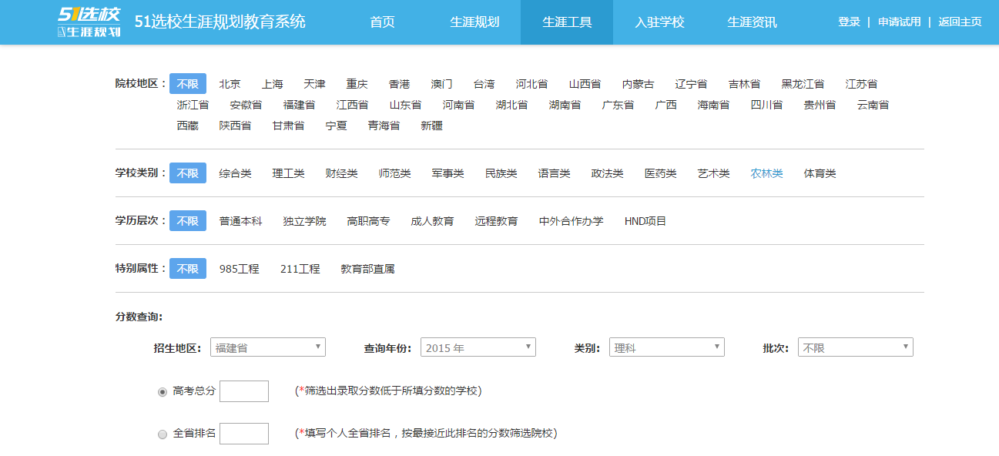 51选校 生涯规划
51选校生涯规划教育系统 首页 生涯规划 生涯工具 入驻学校 生涯资讯 登录 | 申请试用 | 返回主页
院校地区： 不限 北京 上海 天津 重庆 香港 澳门 台湾 河北省 山西省 内蒙古 辽宁省 吉林省 黑龙江省 江苏省
浙江省 安徽省 福建省 江西省 山东省 河南省 湖北省 湖南省 广东省 广西 海南省 四川省 贵州省 云南省
西藏 陕西省 甘肃省 宁夏 青海省 新疆
学校类别： 不限 综合类 理工类 财经类 师范类 军事类 民族类 语言类 政法类 医药类 艺术类 农林类 体育类
学历层次： 不限 普通本科 独立学院 高职高专 成人教育 远程教育 中外合作办学 HND项目
特别属性： 不限 985工程 211工程 教育部直属
分数查询:
招生地区: 福建省 查询年份: 2015 年 类别: 理科 批次: 不限
高考总分 (*筛选出录取分数低于所填分数的学校)
全省排名 (*填写个人全省排名，按最接近此排名的分数筛选院校)